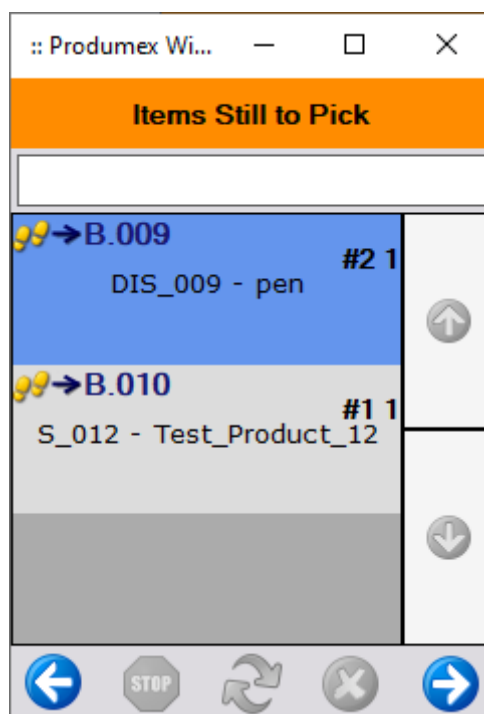 :: Produmex Wi...
Items Still to Pick
B.009
#2 1
DIS_009 - pen
B.010
#1 1
S_012 - Test_Product_12
STOP